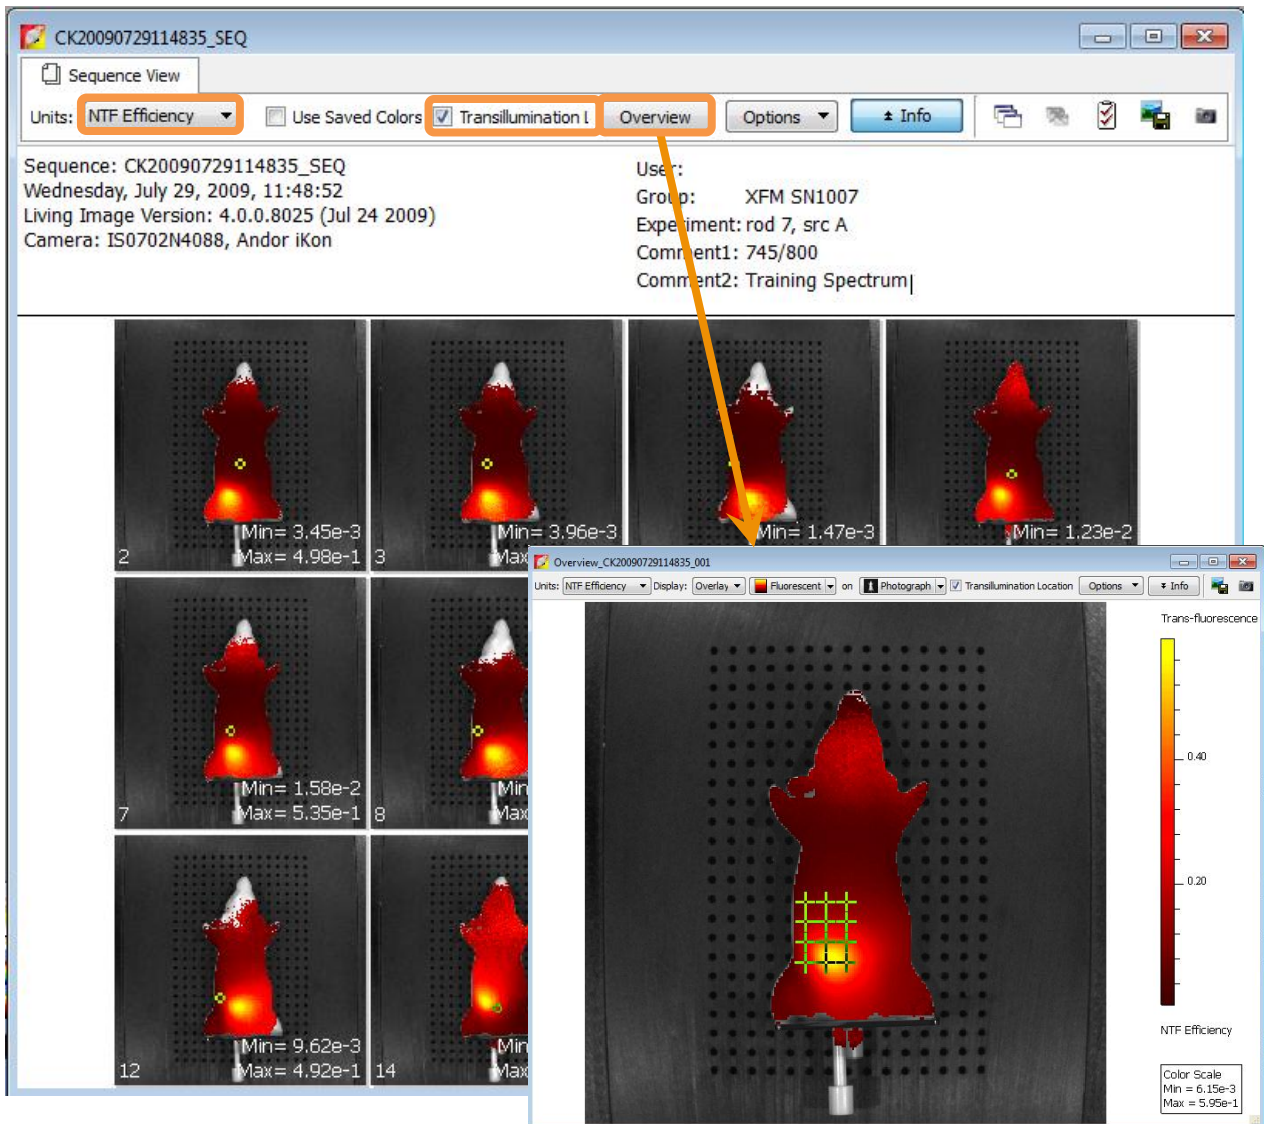 CK20090729114835_SEQ
Sequence View
Units: NTF Efficiency Use Saved Colors Transillumination L Overview Options Info
Sequence: CK20090729114835_SEQ
Wednesday, July 29, 2009, 11:48:52
Living Image Version: 4.0.0.8025 (Jul 24 2009)
Camera: IS0702N4088, Andor iKon
User:
Group: XFM SN1007
Experiment: rod 7, src A
Comment1: 745/800
Comment2: Training Spectrum
Min= 3.45e-3
2 Max= 4.98e-1
Min= 3.96e-3
3 Max
Min= 1.47e-3
Min= 1.23e-2
Min= 1.58e-2
7 Max= 5.35e-1
Min
8 Max
Min= 9.62e-3
12 Max= 4.92e-1
Min
14 Max
Overview_CK20090729114835_001
Units: NTF Efficiency Display: Overlay Fluorescent on Photograph Transillumination Location Options Info
Trans-fluorescence
0.40
0.20
NTF Efficiency
Color Scale
Min = 6.15e-3
Max = 5.95e-1